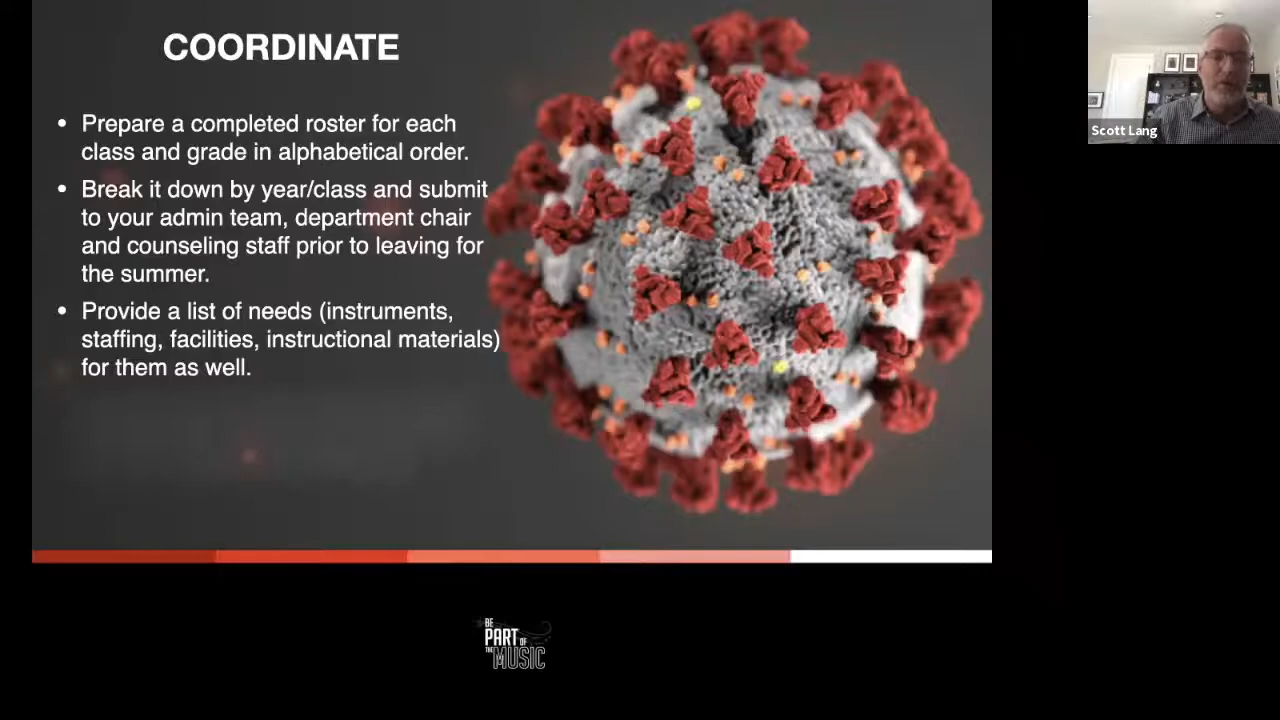 COORDINATE
• Prepare a completed roster for each
class and grade in alphabetical order.
• Break it down by year/class and submit
to your admin team, department chair
and counseling staff prior to leaving for
the summer.
• Provide a list of needs (instruments,
staffing, facilities, instructional materials)
for them as well.
Scott Lang
BE
PART OF
THE MUSIC